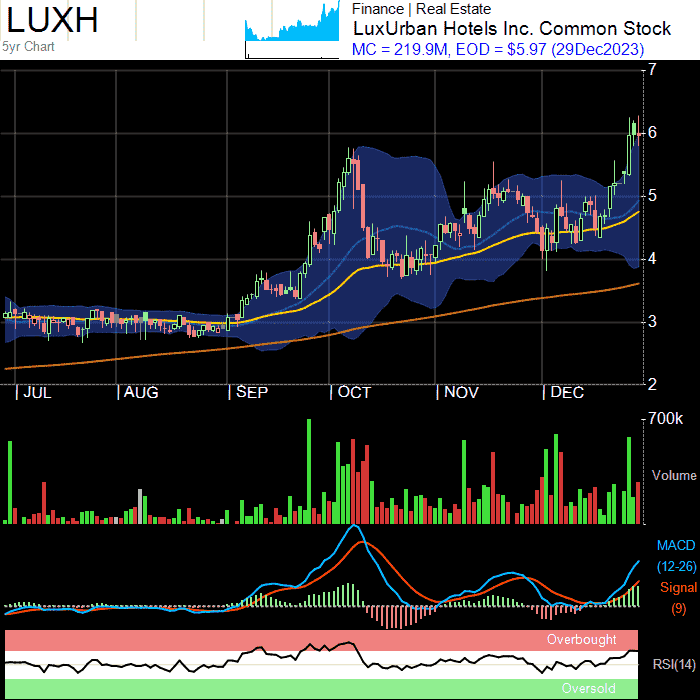 LUXH
5yr Chart
Finance | Real Estate
LuxUrban Hotels Inc. Common Stock
MC = 219.9M, EOD = $5.97 (29Dec2023)
7
6
5
4
3
2
JUL AUG SEP OCT NOV DEC
700k
Volume
MACD
(12-26)
Signal
(9)
Overbought
RSI(14)
Oversold